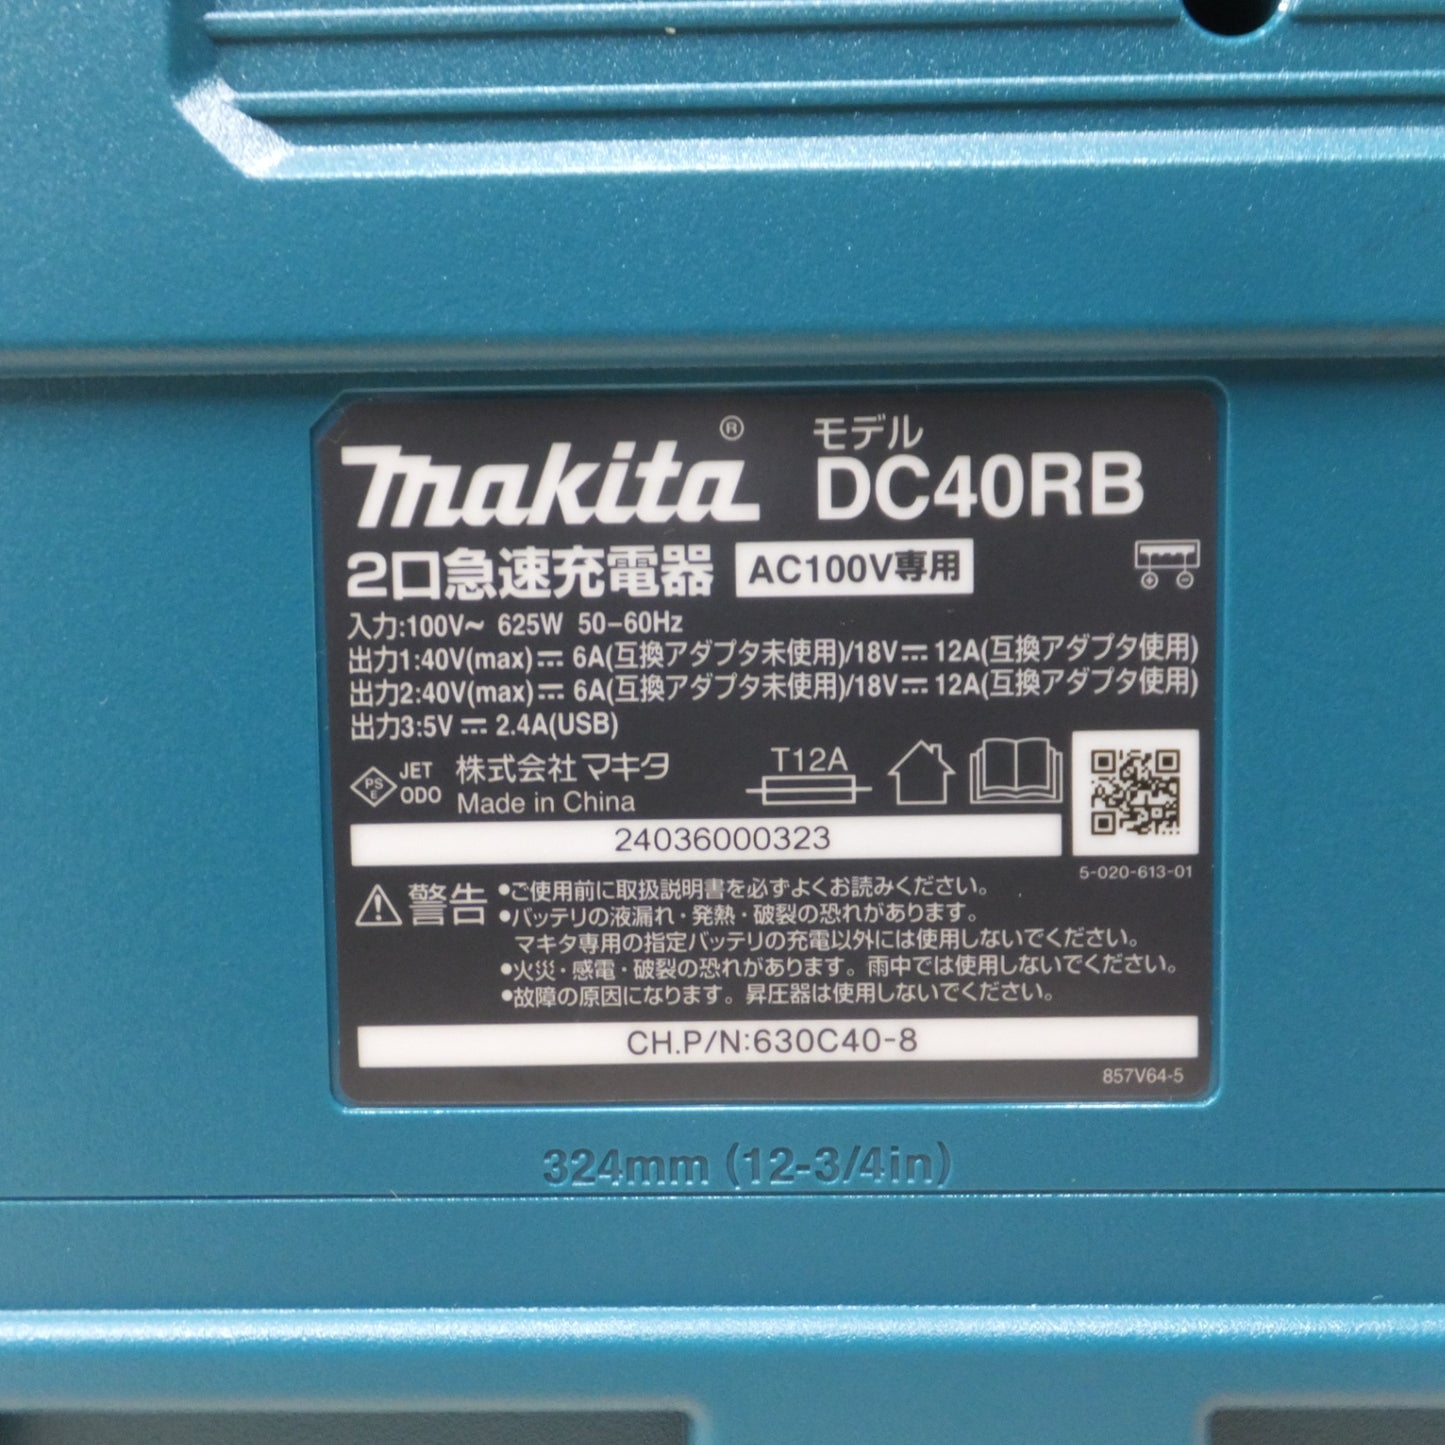 makita®
モデル
DC40RB
2口急速充電器 AC100V専用
入力:100V～ 625W 50-60Hz
出力1:40V(max)⎓ 6A(互換アダプタ未使用)/18V⎓ 12A(互換アダプタ使用)
出力2:40V(max)⎓ 6A(互換アダプタ未使用)/18V⎓ 12A(互換アダプタ使用)
出力3:5V⎓ 2.4A(USB)
PS
E
JET
ODO
株式会社マキタ
Made in China
T12A
24036000323
5-020-613-01
警告
●ご使用前に取扱説明書を必ずよくお読みください。
●バッテリの液漏れ・発熱・破裂の恐れがあります。
マキタ専用の指定バッテリの充電以外には使用しないでください。
●火災・感電・破裂の恐れがあります。雨中では使用しないでください。
●故障の原因になります。昇圧器は使用しないでください。
CH.P/N:630C40-8
857V64-5
324mm (12-3/4in)